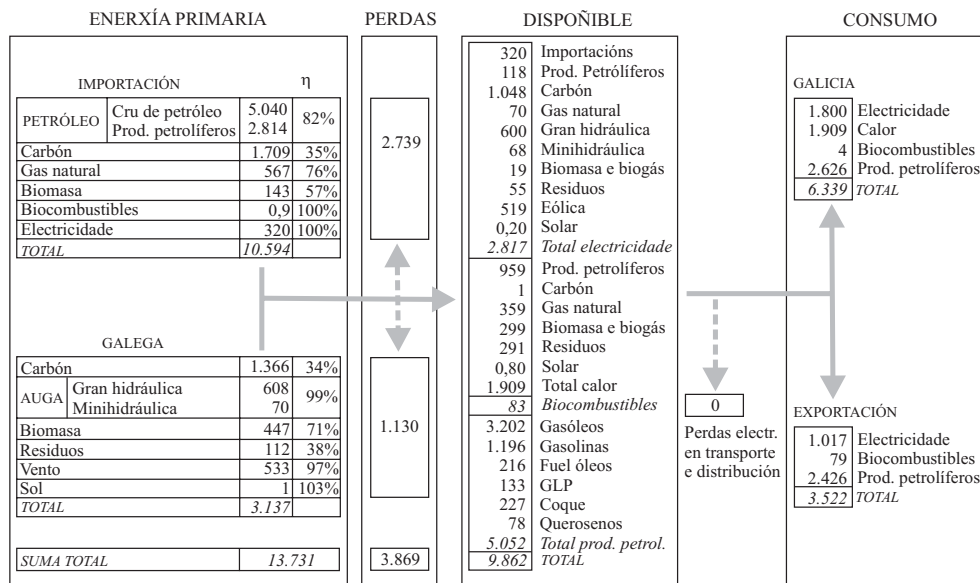 ENERXÍA PRIMARIA
IMPORTACIÓN η
PETRÓLEO Cru de petróleo 5.040 82%
Prod. petrolíferos 2.814
Carbón 1.709 35%
Gas natural 567 76%
Biomasa 143 57%
Biocombustibles 0,9 100%
Electricidade 320 100%
TOTAL 10.594
GALEGA
Carbón 1.366 34%
AUGA Gran hidráulica 608 99%
Minihidráulica 70
Biomasa 447 71%
Residuos 112 38%
Vento 533 97%
Sol 1 103%
TOTAL 3.137
SUMA TOTAL 13.731
PERDAS
2.739
1.130
3.869
DISPOÑIBLE
320 Importacións
118 Prod. Petrólíferos
1.048 Carbón
70 Gas natural
600 Gran hidráulica
68 Minihidráulica
19 Biomasa e biogás
55 Residuos
519 Eólica
0,20 Solar
2.817 Total electricidade
959 Prod. petrolíferos
1 Carbón
359 Gas natural
299 Biomasa e biogás
291 Residuos
0,80 Solar
1.909 Total calor
83 Biocombustibles
3.202 Gasóleos
1.196 Gasolinas
216 Fuel óleos
133 GLP
227 Coque
78 Querosenos
5.052 Total prod. petrol.
9.862 TOTAL
0
Perdas electr.
en transporte
e distribución
CONSUMO
GALICIA
1.800 Electricidade
1.909 Calor
4 Biocombustibles
2.626 Prod. petrolíferos
6.339 TOTAL
EXPORTACIÓN
1.017 Electricidade
79 Biocombustibles
2.426 Prod. petrolíferos
3.522 TOTAL